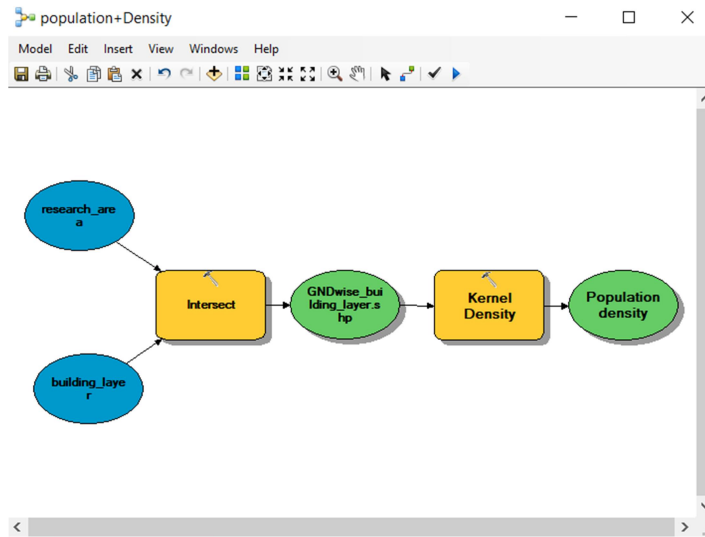 population+Density
Model Edit Insert View Windows Help
research_are
a
Intersect
GNDwise_bui
lding_layer.s
hp
Kernel
Density
Population
density
building_laye
r